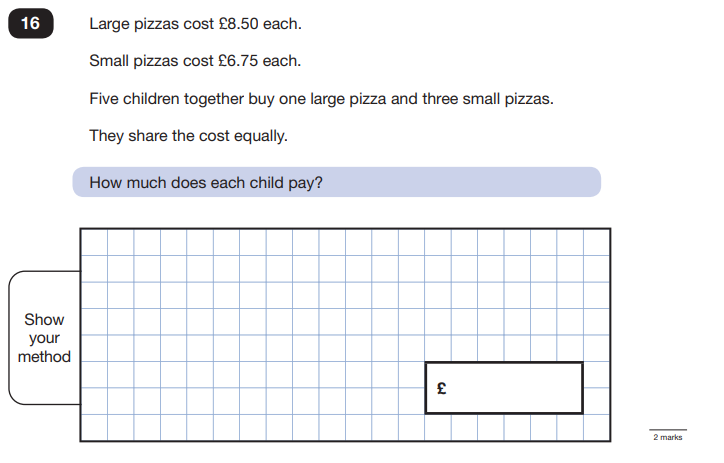 16
Large pizzas cost £8.50 each.
Small pizzas cost £6.75 each.
Five children together buy one large pizza and three small pizzas.
They share the cost equally.
How much does each child pay?
Show
your
method
£
2 marks